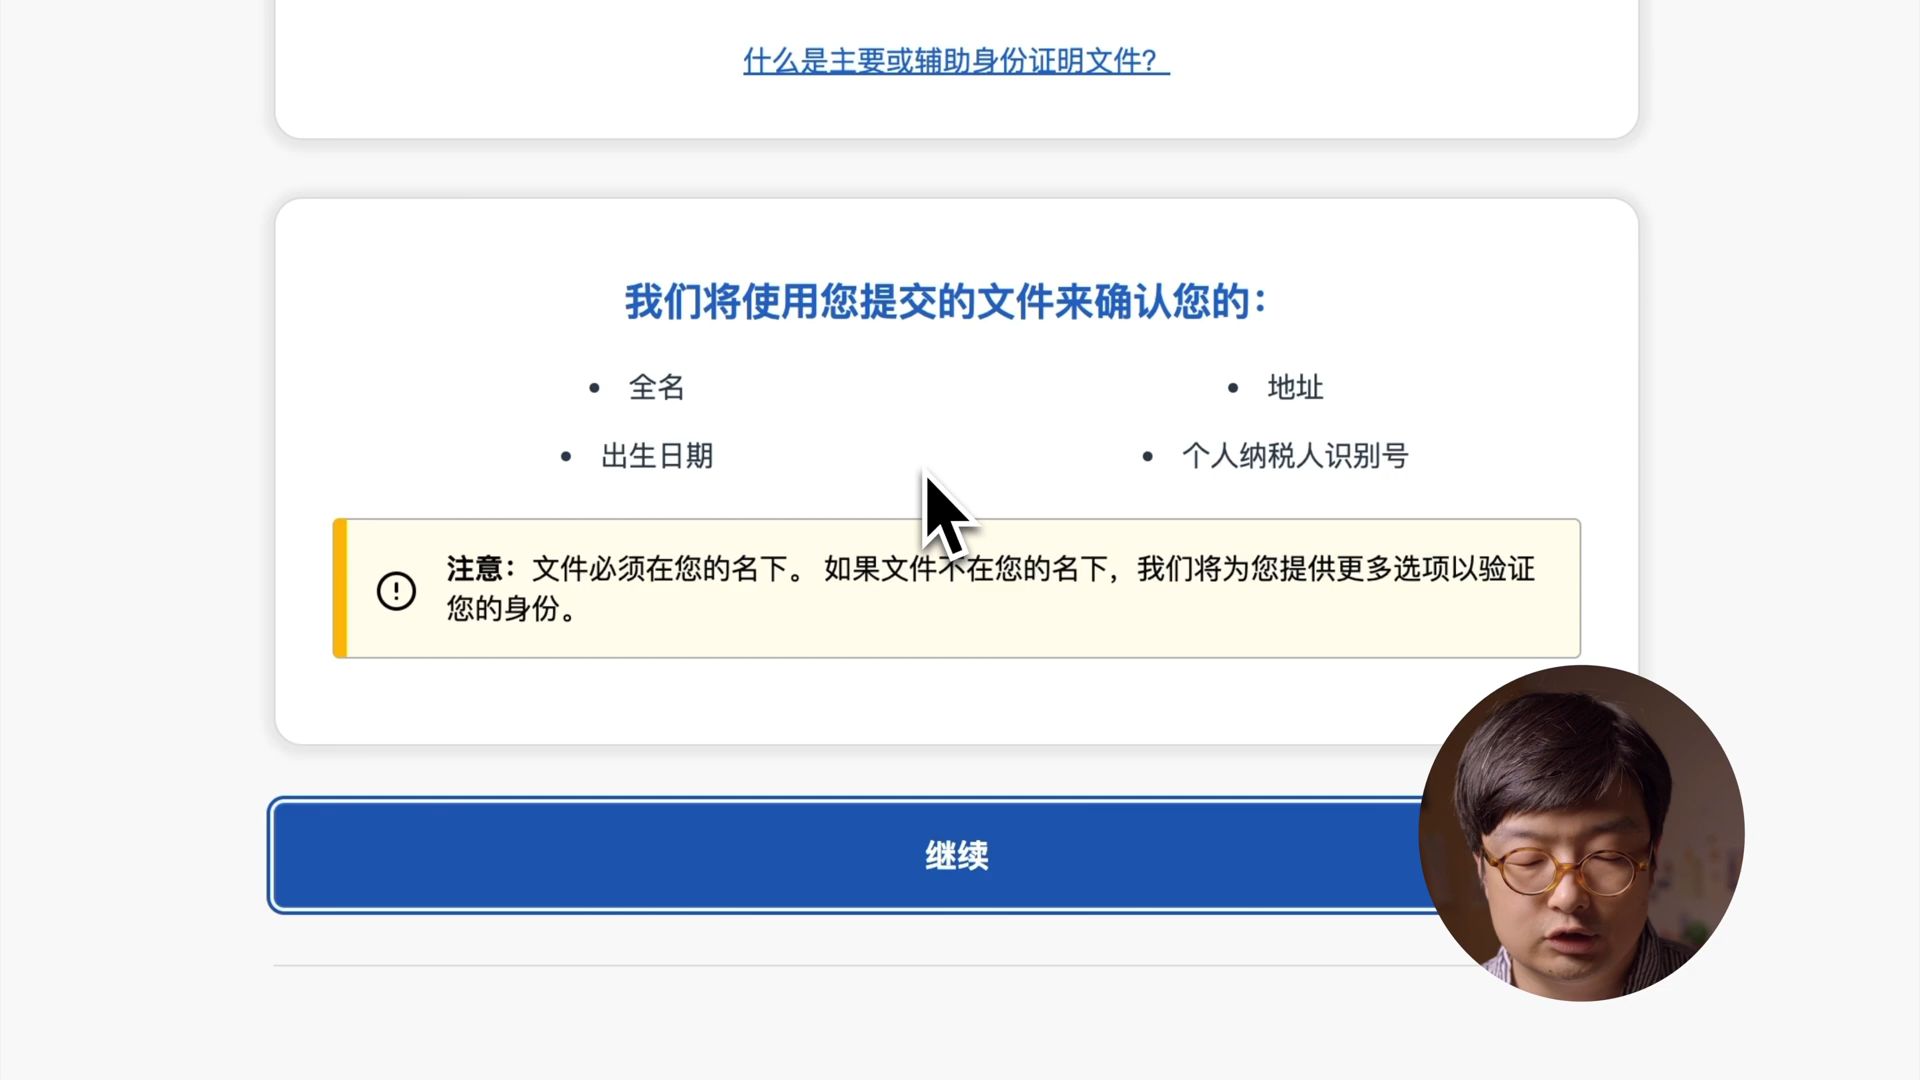 什么是主要或辅助身份证明文件？
我们将使用您提交的文件来确认您的：
全名
地址
出生日期
个人纳税人识别号
注意：文件必须在您的名下。 如果文件不在您的名下，我们将为您提供更多选项以验证
您的身份。
继续